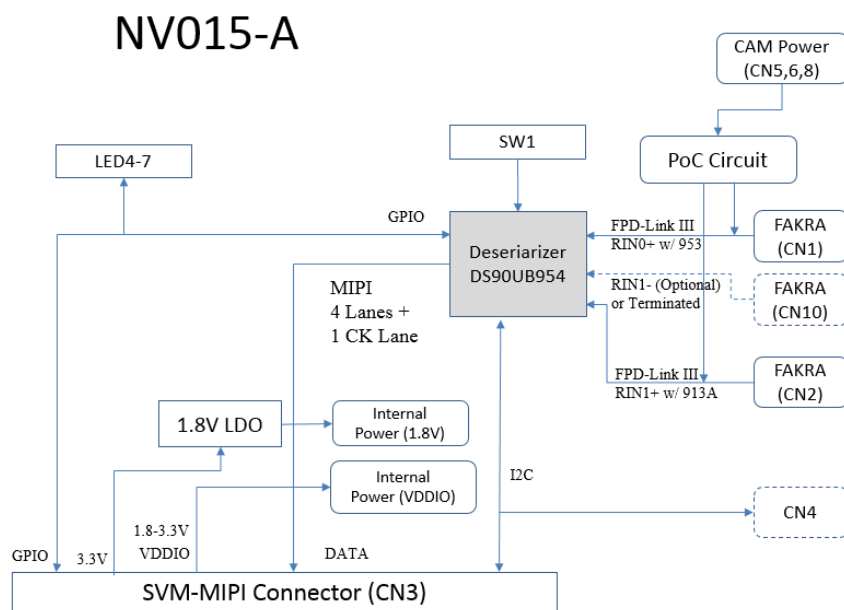 NV015-A
CAM Power
(CN5,6,8)
SW1
LED4-7
PoC Circuit
GPIO
FPD-Link III
RIN0+ w/ 953
FAKRA
(CN1)
Deseriarizer
DS90UB954
MIPI
4 Lanes +
1 CK Lane
RIN1- (Optional)
or Terminated
FAKRA
(CN10)
FPD-Link III
RIN1+ w/ 913A
FAKRA
(CN2)
1.8V LDO
Internal
Power (1.8V)
Internal
Power (VDDIO)
I2C
CN4
1.8-3.3V
VDDIO
GPIO
3.3V
DATA
SVM-MIPI Connector (CN3)